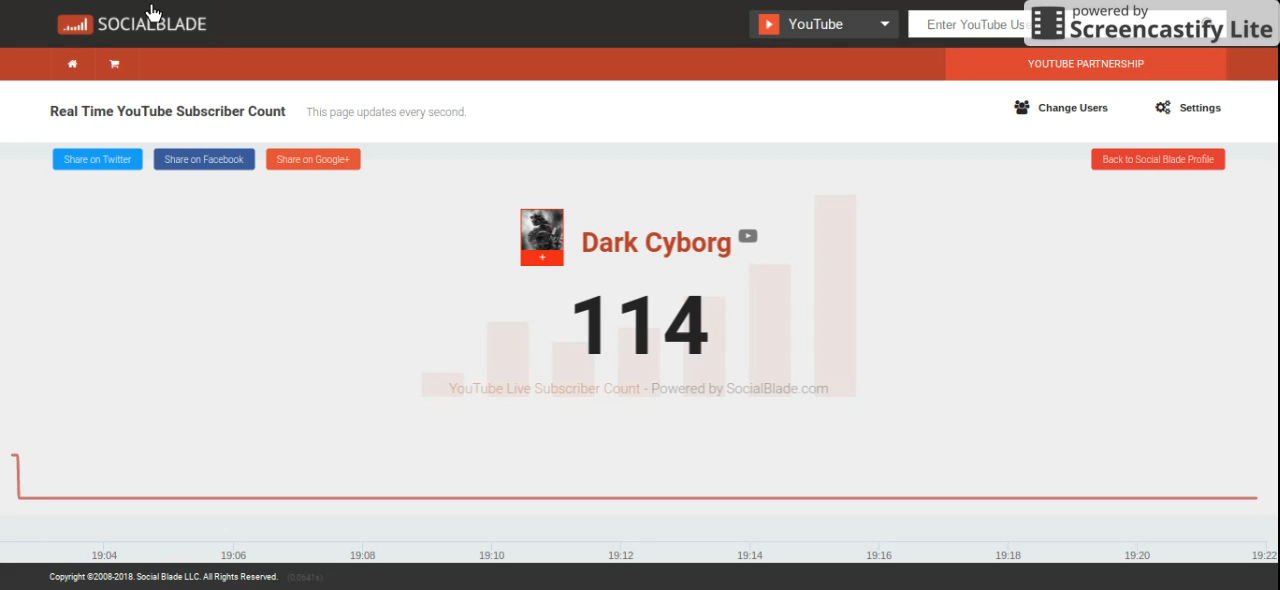 SOCIALBLADE
YouTube
Enter YouTube Us
powered by
Screencastify Lite
YOUTUBE PARTNERSHIP
Real Time YouTube Subscriber Count
This page updates every second.
Change Users
Settings
Share on Twitter
Share on Facebook
Share on Google+
Back to Social Blade Profile
+
Dark Cyborg
114
YouTube Live Subscriber Count - Powered by SocialBlade.com
19:04 19:06 19:08 19:10 19:12 19:14 19:16 19:18 19:20 19:22
Copyright ©2008-2018. Social Blade LLC. All Rights Reserved. (0.0641s)